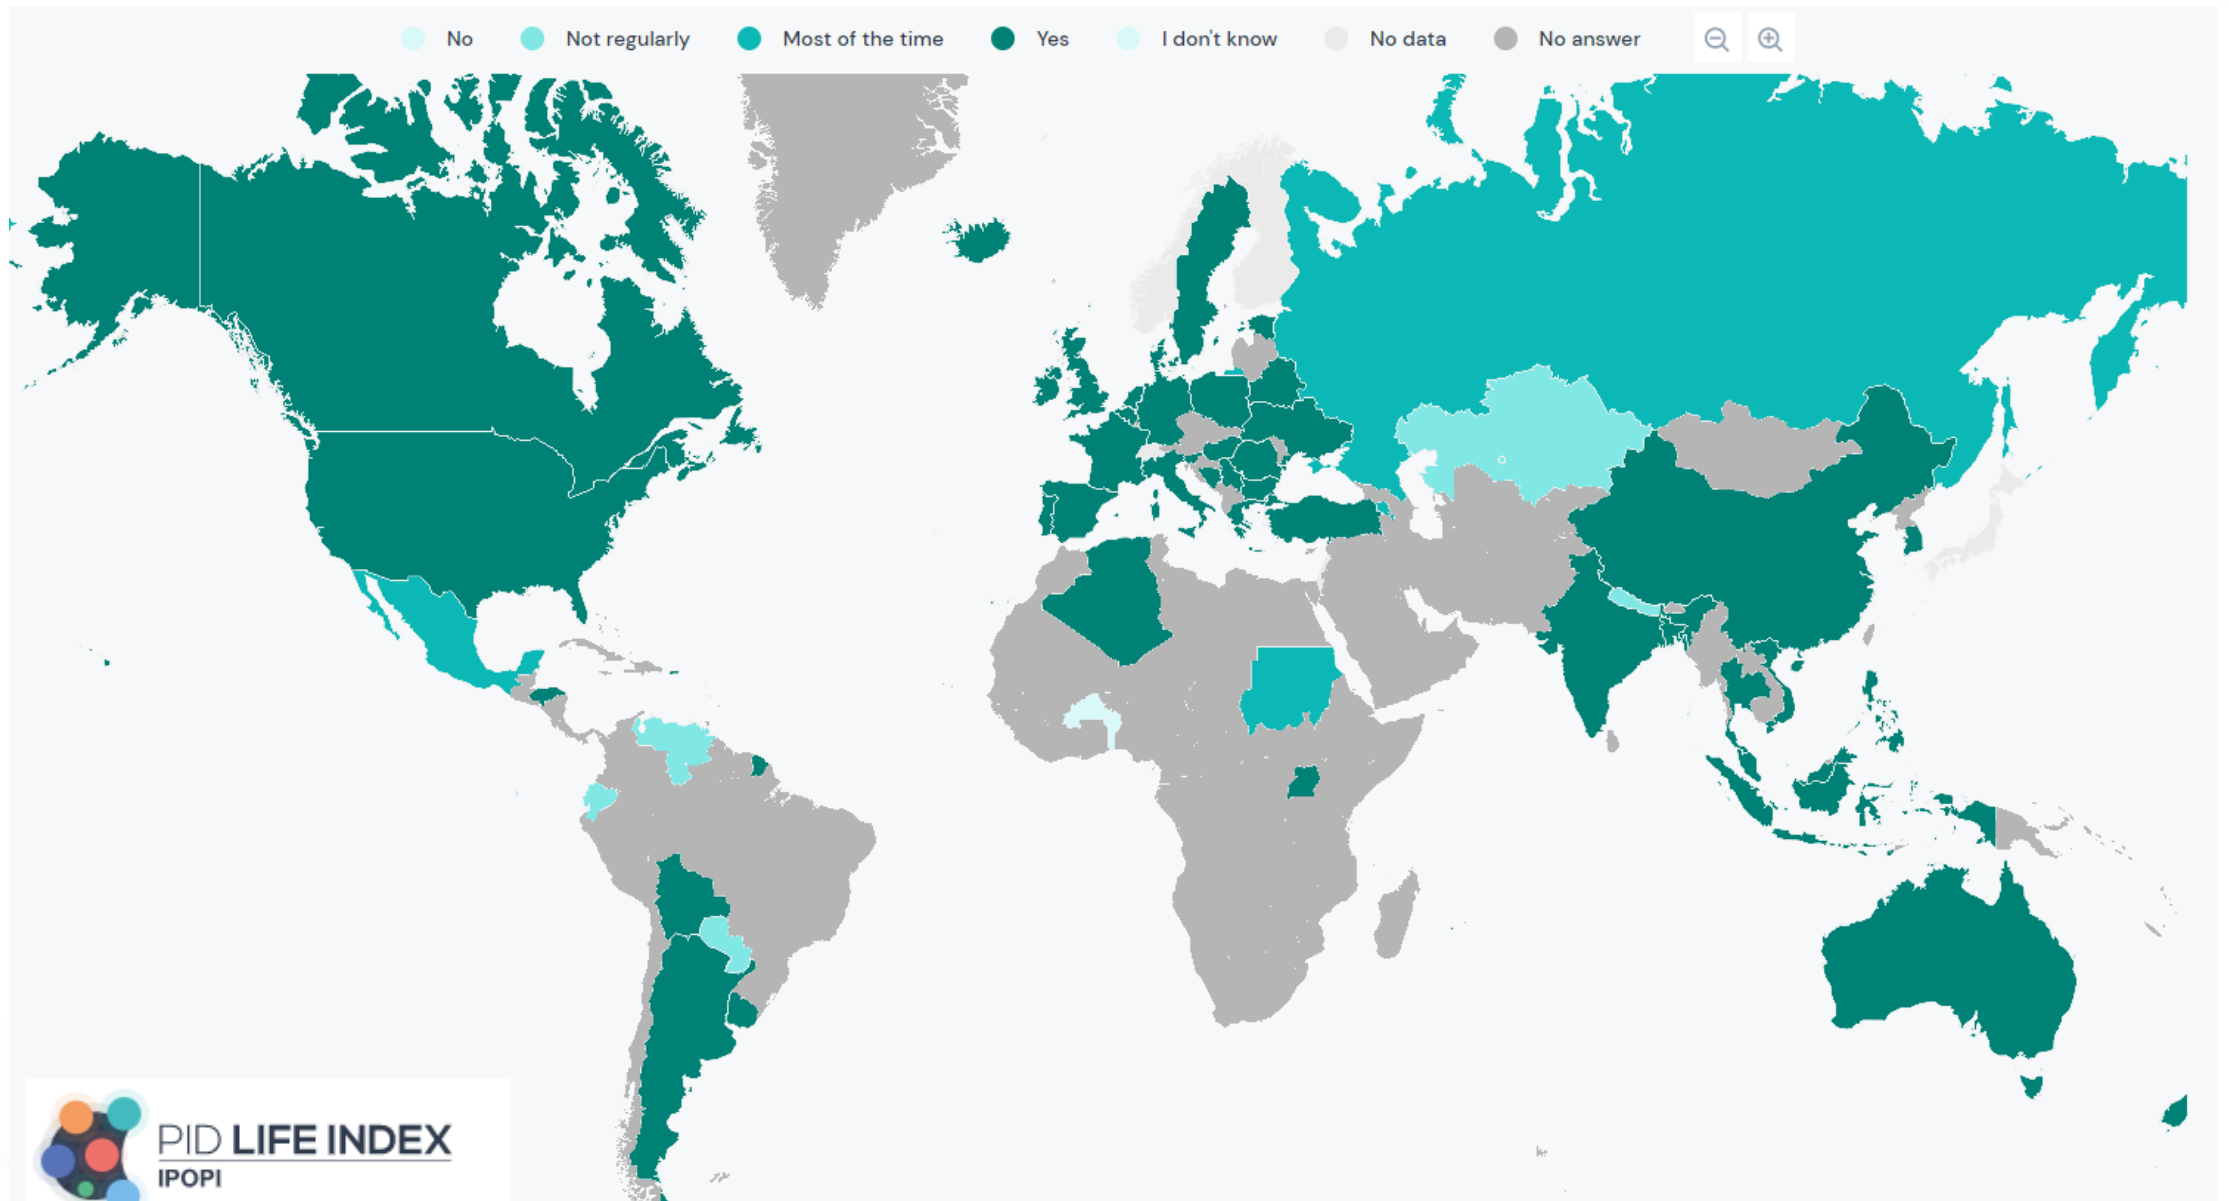 No Not regularly Most of the time Yes I don't know No data No answer
PID LIFE INDEX
IPOPI